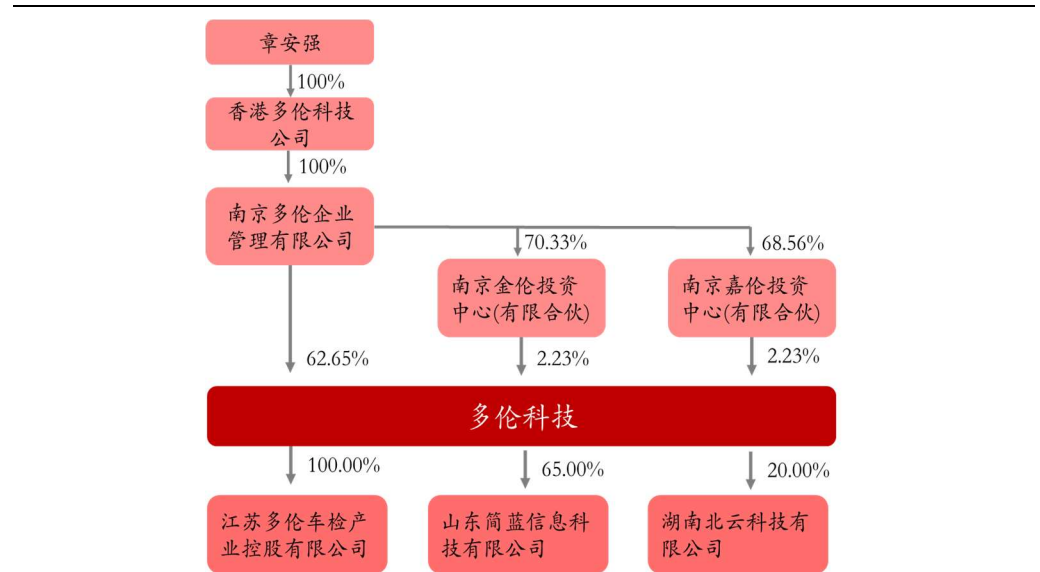 章安强
100%
香港多伦科技
公司
100%
南京多伦企业
管理有限公司
70.33%
68.56%
南京金伦投资
中心(有限合伙)
南京嘉伦投资
中心(有限合伙)
62.65%
2.23%
2.23%
多伦科技
100.00%
65.00%
20.00%
江苏多伦车检产
业控股有限公司
山东简蓝信息科
技有限公司
湖南北云科技有
限公司